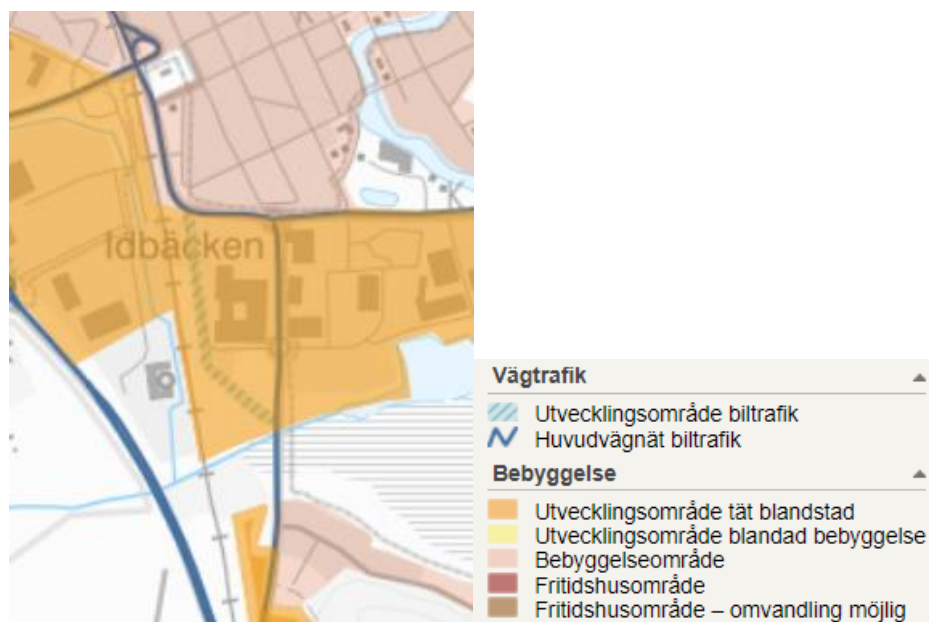 Idbäcken
K
K
Vägtrafik
Utvecklingsområde biltrafik
Huvudvägnät biltrafik
Bebyggelse
Utvecklingsområde tät blandstad
Utvecklingsområde blandad bebyggelse
Bebyggelseområde
Fritidshusområde
Fritidshusområde – omvandling möjlig